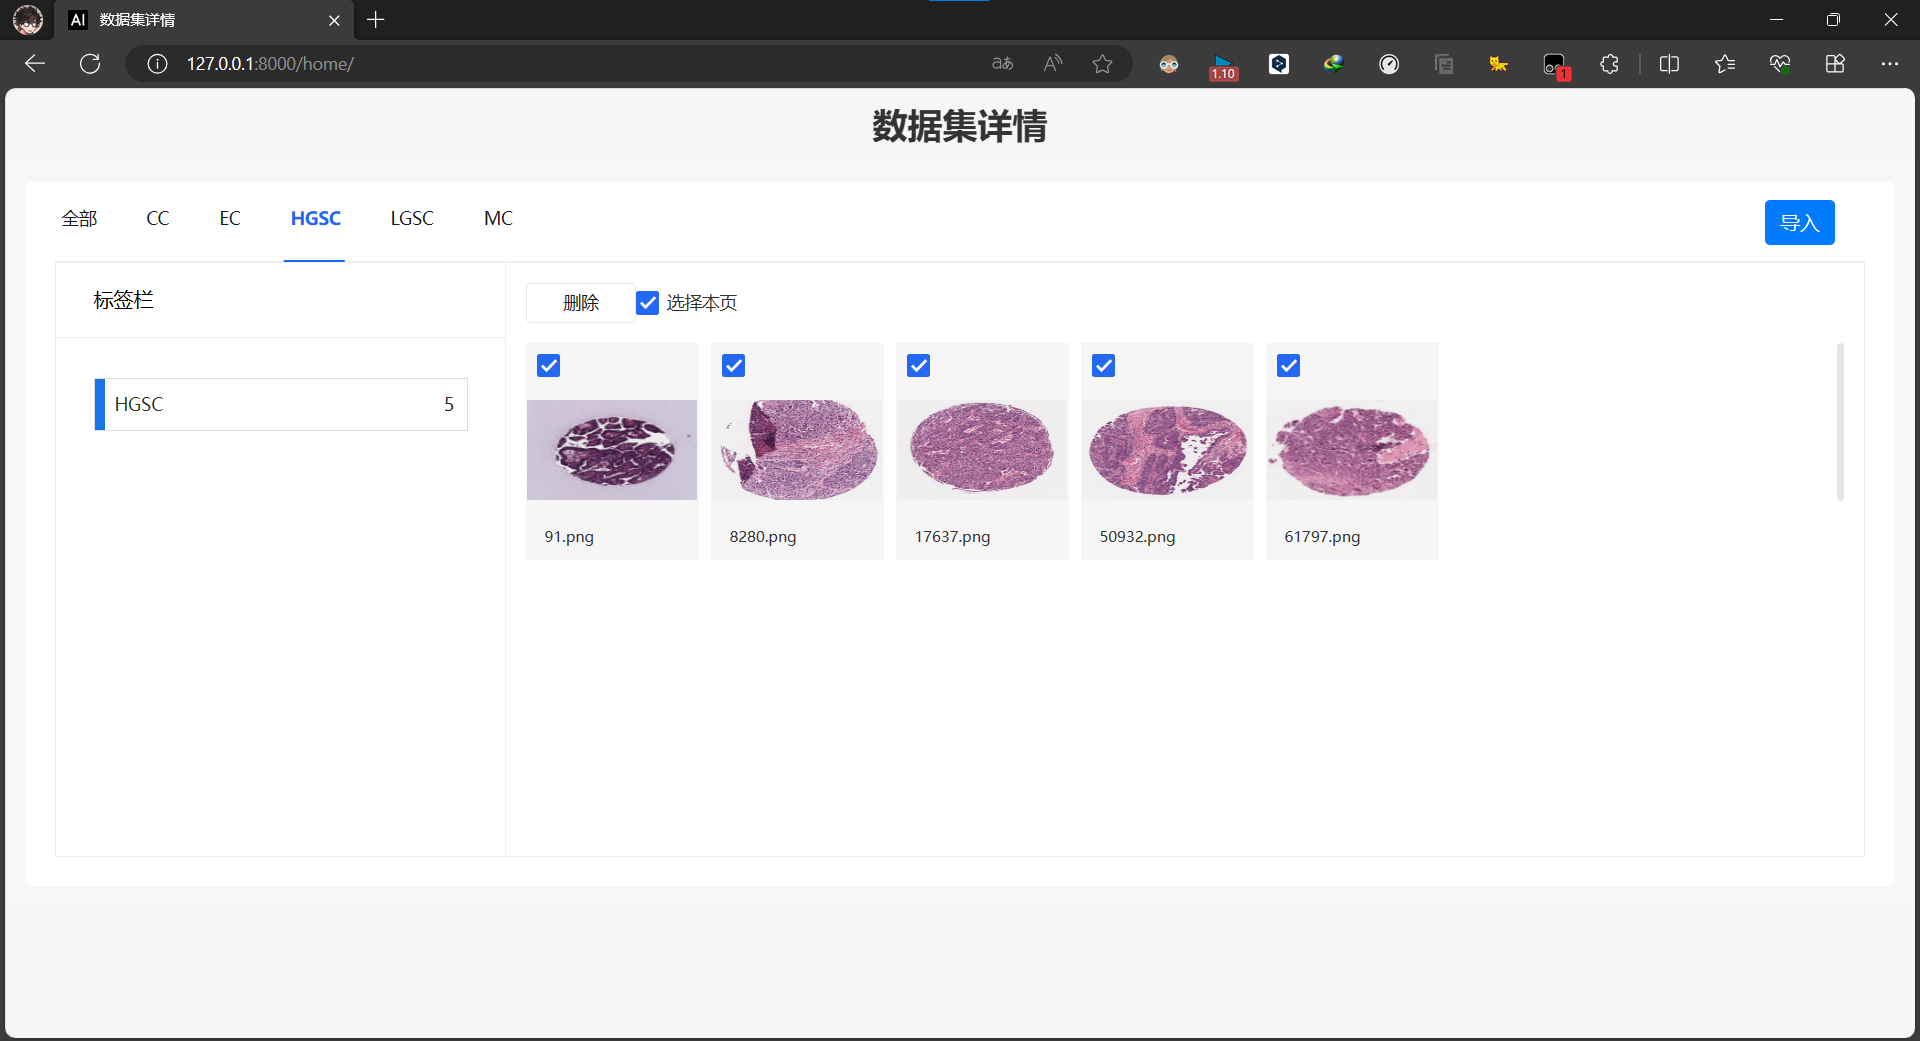 AI 数据集详情
127.0.0.1:8000/home/
aあ
A
1.10
1
数据集详情
全部 CC EC HGSC LGSC MC
导入
标签栏
删除 选择本页
HGSC 5
91.png 8280.png 17637.png 50932.png 61797.png